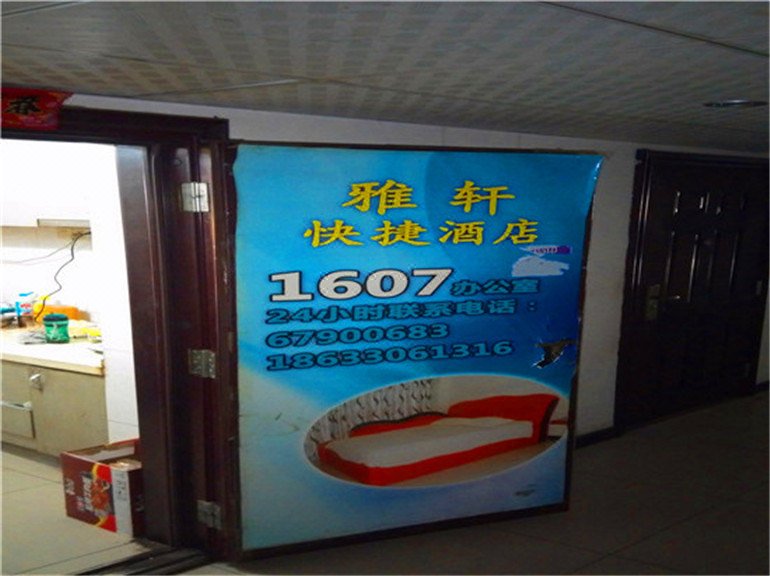 春
雅 轩
快捷酒店
1607办公室
24小时联系电话：
67900683
18633061316